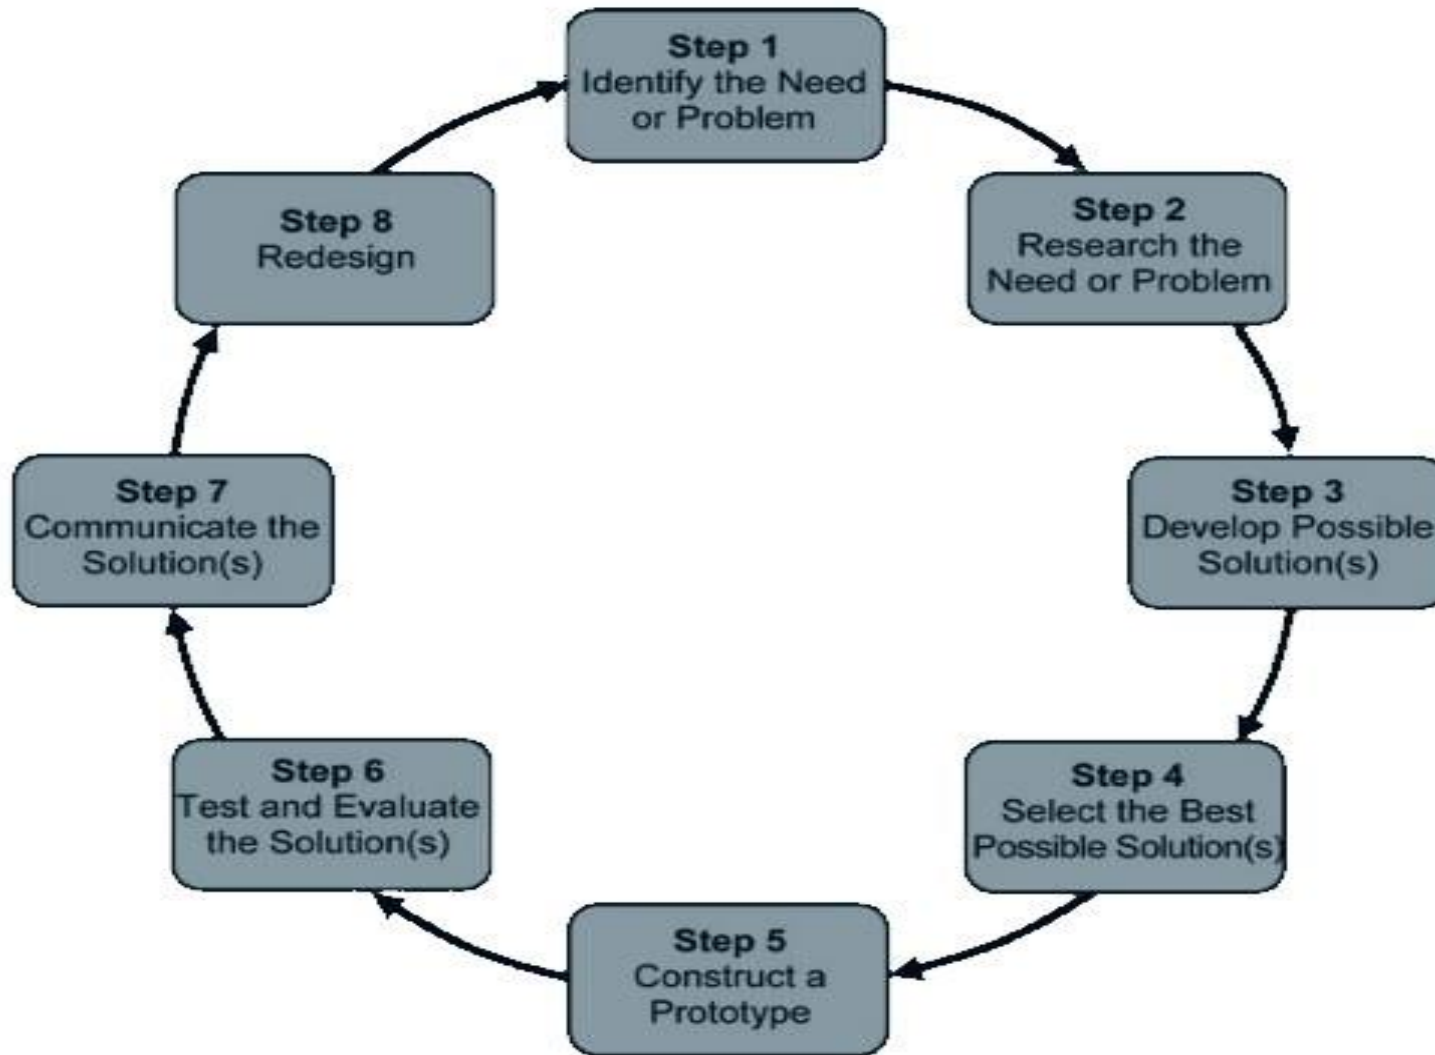 Step 1
Identify the Need
or Problem
Step 2
Research the
Need or Problem
Step 3
Develop Possible
Solution(s)
Step 4
Select the Best
Possible Solution(s)
Step 5
Construct a
Prototype
Step 6
Test and Evaluate
the Solution(s)
Step 7
Communicate the
Solution(s)
Step 8
Redesign